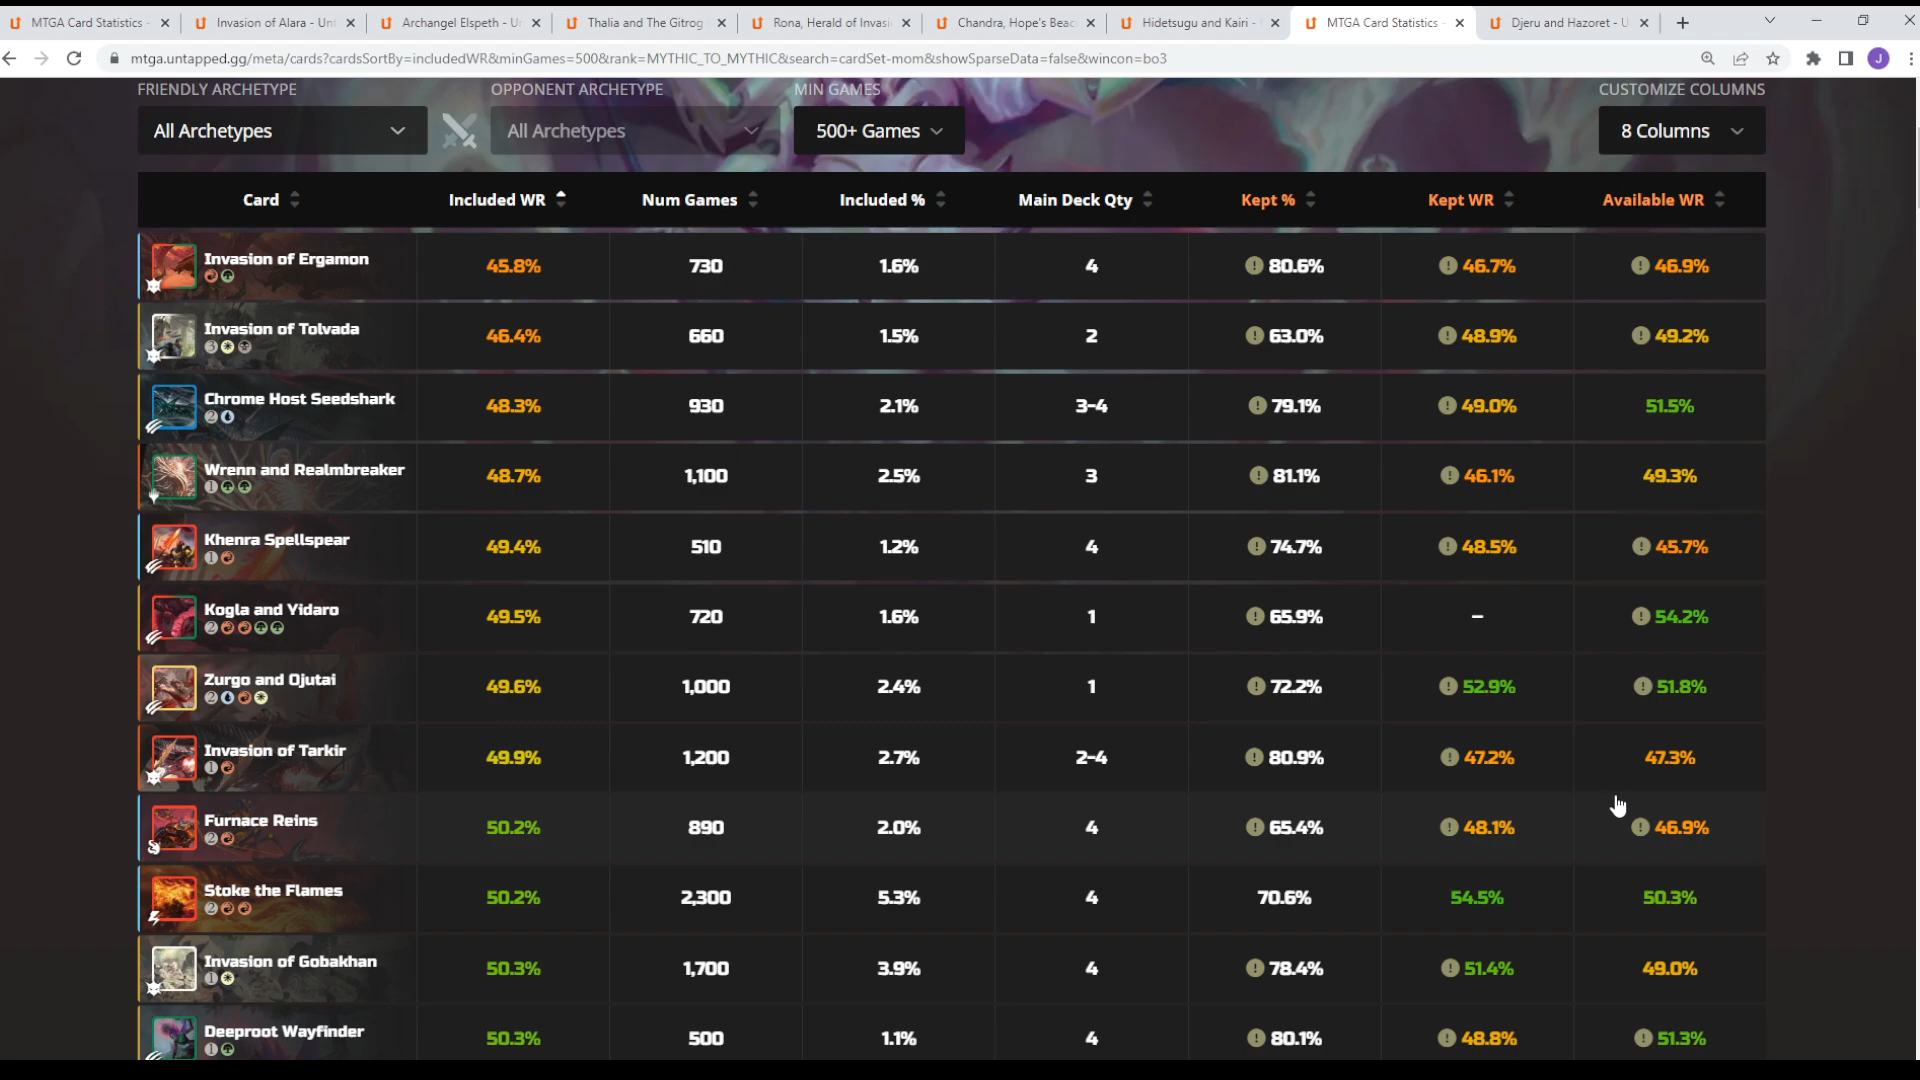 MTGA Card Statistics -
Invasion of Alara - Unt
Archangel Elspeth - Un
Thalia and The Gitrog
Rona, Herald of Invasi
Chandra, Hope's Beac
Hidetsugu and Kairi -
MTGA Card Statistics -
Djeru and Hazoret - U
mtga.untapped.gg/meta/cards?cardsSortBy=includedWR&minGames=500&rank=MYTHIC_TO_MYTHIC&search=cardSet-mom&showSparseData=false&wincon=bo3
J
FRIENDLY ARCHETYPE OPPONENT ARCHETYPE MIN GAMES CUSTOMIZE COLUMNS
All Archetypes All Archetypes 500+ Games 8 Columns
Card Included WR Num Games Included % Main Deck Qty Kept % Kept WR Available WR
Invasion of Ergamon 45.8% 730 1.6% 4 ! 80.6% ! 46.7% ! 46.9%
Invasion of Tolvada 46.4% 660 1.5% 2 ! 63.0% ! 48.9% ! 49.2%
3
Chrome Host Seedshark 48.3% 930 2.1% 3-4 ! 79.1% ! 49.0% 51.5%
2
Wrenn and Realmbreaker 48.7% 1,100 2.5% 3 ! 81.1% ! 46.1% 49.3%
1
Khenra Spellspear 49.4% 510 1.2% 4 ! 74.7% ! 48.5% ! 45.7%
1
Kogla and Yidaro 49.5% 720 1.6% 1 ! 65.9% – ! 54.2%
2
Zurgo and Ojutai 49.6% 1,000 2.4% 1 ! 72.2% ! 52.9% ! 51.8%
2
Invasion of Tarkir 49.9% 1,200 2.7% 2-4 ! 80.9% ! 47.2% 47.3%
1
Furnace Reins 50.2% 890 2.0% 4 ! 65.4% ! 48.1% ! 46.9%
2
Stoke the Flames 50.2% 2,300 5.3% 4 70.6% 54.5% 50.3%
2
Invasion of Gobakhan 50.3% 1,700 3.9% 4 ! 78.4% ! 51.4% 49.0%
1
Deeproot Wayfinder 50.3% 500 1.1% 4 ! 80.1% ! 48.8% ! 51.3%
1